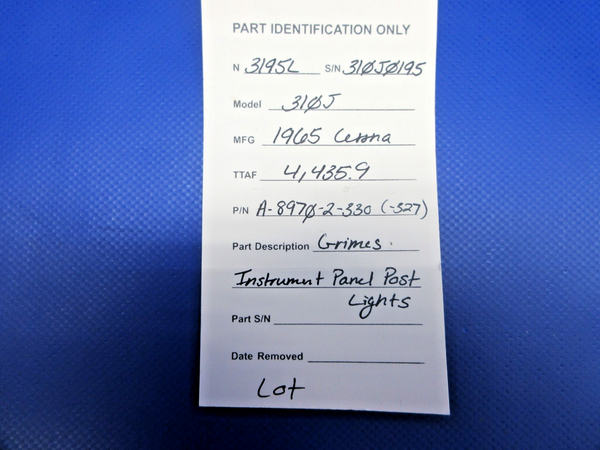 PART IDENTIFICATION ONLY
N 3195L S/N 310J0195
Model 310J
MFG 1965 Cessna
TTAF 4,435.9
P/N A-8970-2-330 (-327)
Part Description Grimes
Instrument Panel Post
Lights
Part S/N
Date Removed
Lot